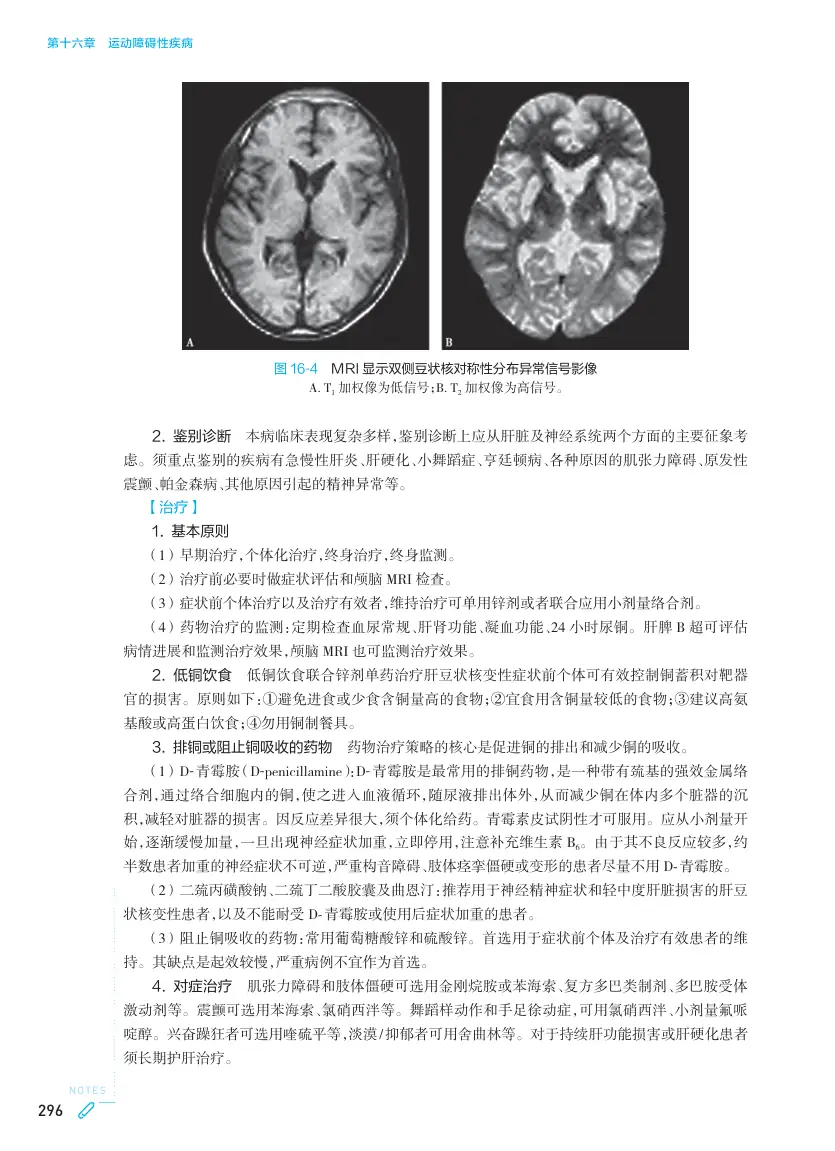 第十六章 运动障碍性疾病
A
B
图 16-4 MRI 显示双侧豆状核对称性分布异常信号影像
A. T₁ 加权像为低信号;B. T₂ 加权像为高信号。
2. 鉴别诊断 本病临床表现复杂多样,鉴别诊断上应从肝脏及神经系统两个方面的主要征象考
虑。须重点鉴别的疾病有急慢性肝炎、肝硬化、小舞蹈症、亨廷顿病、各种原因的肌张力障碍、原发性
震颤、帕金森病、其他原因引起的精神异常等。
【治疗】
1. 基本原则
(1)早期治疗,个体化治疗,终身治疗,终身监测。
(2)治疗前必要时做症状评估和颅脑 MRI 检查。
(3)症状前个体治疗以及治疗有效者,维持治疗可单用锌剂或者联合应用小剂量络合剂。
(4)药物治疗的监测:定期检查血尿常规、肝肾功能、凝血功能、24 小时尿铜。肝脾 B 超可评估
病情进展和监测治疗效果,颅脑 MRI 也可监测治疗效果。
2. 低铜饮食 低铜饮食联合锌剂单药治疗肝豆状核变性症状前个体可有效控制铜蓄积对靶器
官的损害。原则如下:①避免进食或少食含铜量高的食物;②宜食用含铜量较低的食物;③建议高氨
基酸或高蛋白饮食;④勿用铜制餐具。
3. 排铜或阻止铜吸收的药物 药物治疗策略的核心是促进铜的排出和减少铜的吸收。
(1)D- 青霉胺(D-penicillamine):D- 青霉胺是最常用的排铜药物,是一种带有巯基的强效金属络
合剂,通过络合细胞内的铜,使之进入血液循环,随尿液排出体外,从而减少铜在体内多个脏器的沉
积,减轻对脏器的损害。因反应差异很大,须个体化给药。青霉素皮试阴性才可服用。应从小剂量开
始,逐渐缓慢加量,一旦出现神经症状加重,立即停用,注意补充维生素 B₆。由于其不良反应较多,约
半数患者加重的神经症状不可逆,严重构音障碍、肢体痉挛僵硬或变形的患者尽量不用 D- 青霉胺。
(2)二巯丙磺酸钠、二巯丁二酸胶囊及曲恩汀:推荐用于神经精神症状和轻中度肝脏损害的肝豆
状核变性患者,以及不能耐受 D- 青霉胺或使用后症状加重的患者。
(3)阻止铜吸收的药物:常用葡萄糖酸锌和硫酸锌。首选用于症状前个体及治疗有效患者的维
持。其缺点是起效较慢,严重病例不宜作为首选。
4. 对症治疗 肌张力障碍和肢体僵硬可选用金刚烷胺或苯海索、复方多巴类制剂、多巴胺受体
激动剂等。震颤可选用苯海索、氯硝西泮等。舞蹈样动作和手足徐动症,可用氯硝西泮、小剂量氟哌
啶醇。兴奋躁狂者可选用喹硫平等,淡漠/抑郁者可用舍曲林等。对于持续肝功能损害或肝硬化患者
须长期护肝治疗。
NOTES
296